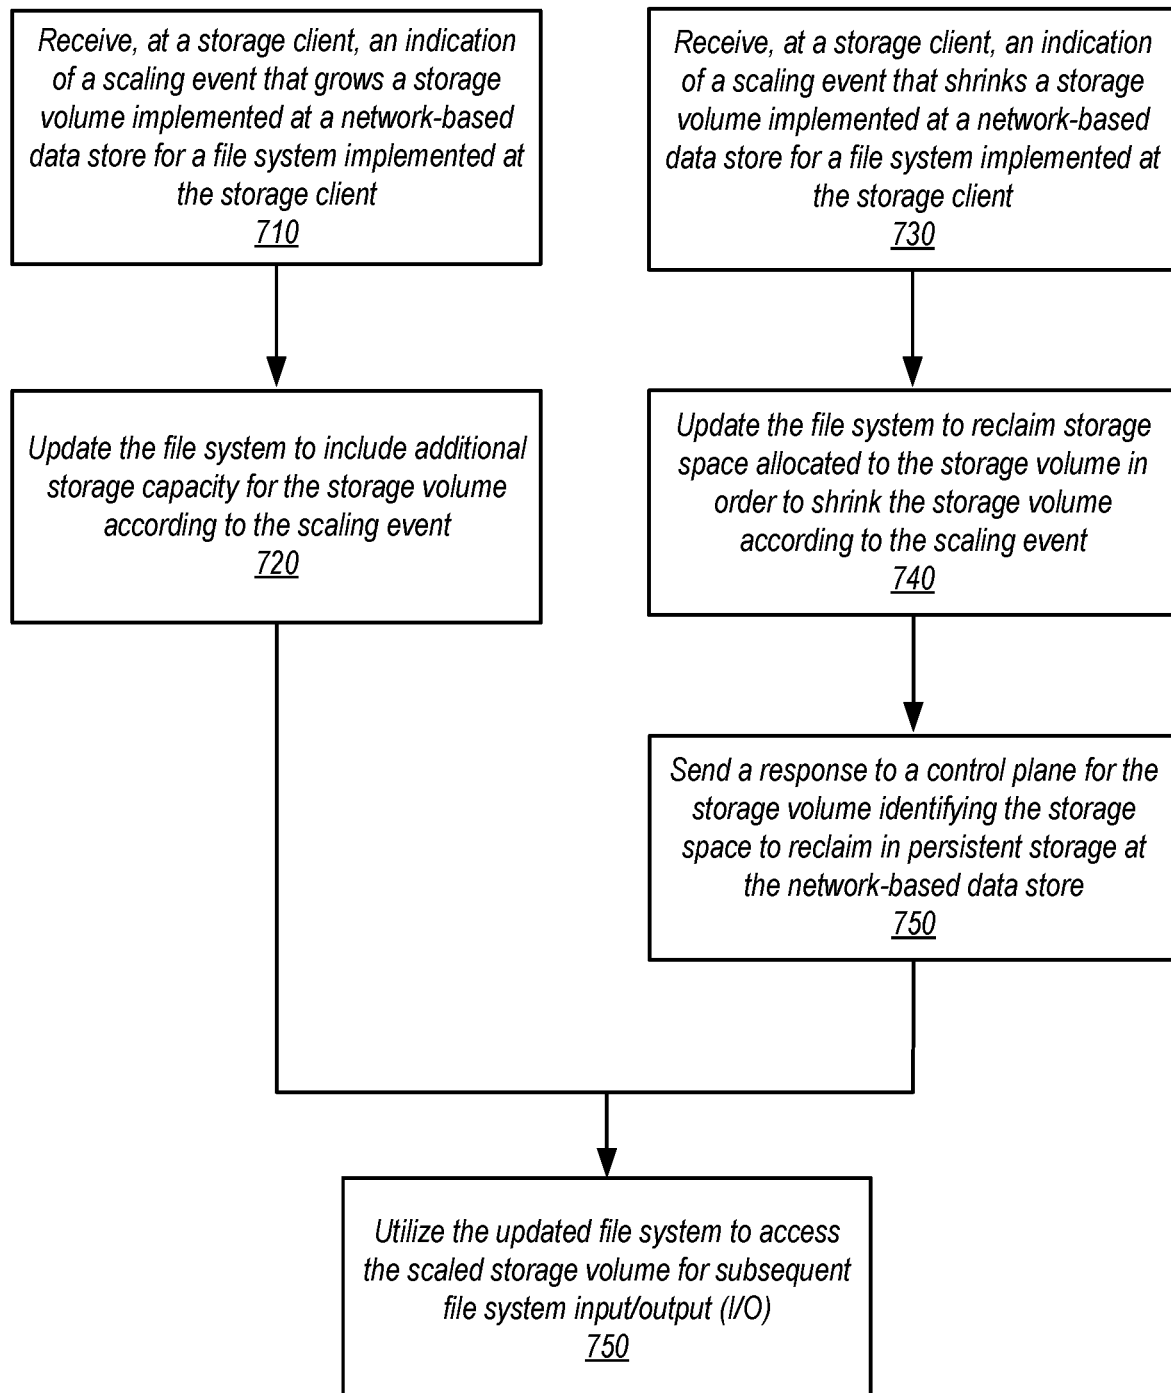 Receive, at a storage client, an indication
of a scaling event that grows a storage
volume implemented at a network-based
data store for a file system implemented at
the storage client
710
Update the file system to include additional
storage capacity for the storage volume
according to the scaling event
720
Receive, at a storage client, an indication
of a scaling event that shrinks a storage
volume implemented at a network-based
data store for a file system implemented at
the storage client
730
Update the file system to reclaim storage
space allocated to the storage volume in
order to shrink the storage volume
according to the scaling event
740
Send a response to a control plane for the
storage volume identifying the storage
space to reclaim in persistent storage at
the network-based data store
750
Utilize the updated file system to access
the scaled storage volume for subsequent
file system input/output (I/O)
750